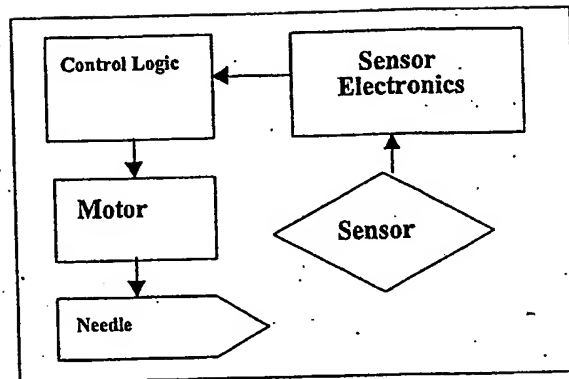 Control Logic
Sensor
Electronics
Motor
Sensor
Needle